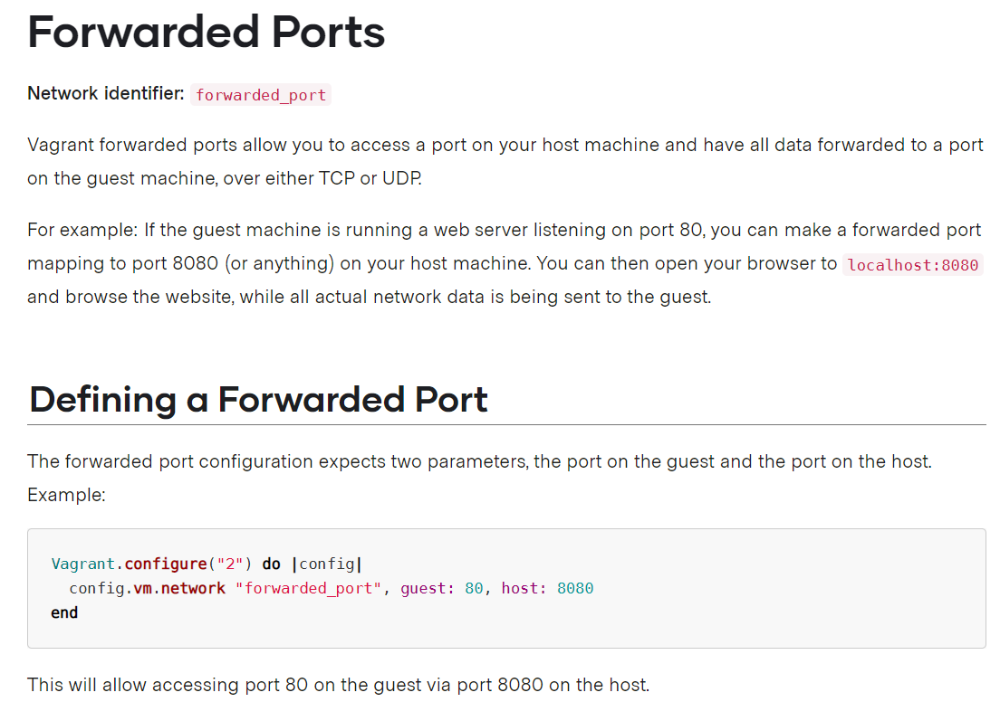 Forwarded Ports
Network identifier: forwarded_port
Vagrant forwarded ports allow you to access a port on your host machine and have all data forwarded to a port
on the guest machine, over either TCP or UDP.
For example: If the guest machine is running a web server listening on port 80, you can make a forwarded port
mapping to port 8080 (or anything) on your host machine. You can then open your browser to localhost:8080
and browse the website, while all actual network data is being sent to the guest.
Defining a Forwarded Port
The forwarded port configuration expects two parameters, the port on the guest and the port on the host.
Example:
Vagrant.configure("2") do |config|
  config.vm.network "forwarded_port", guest: 80, host: 8080
end
This will allow accessing port 80 on the guest via port 8080 on the host.